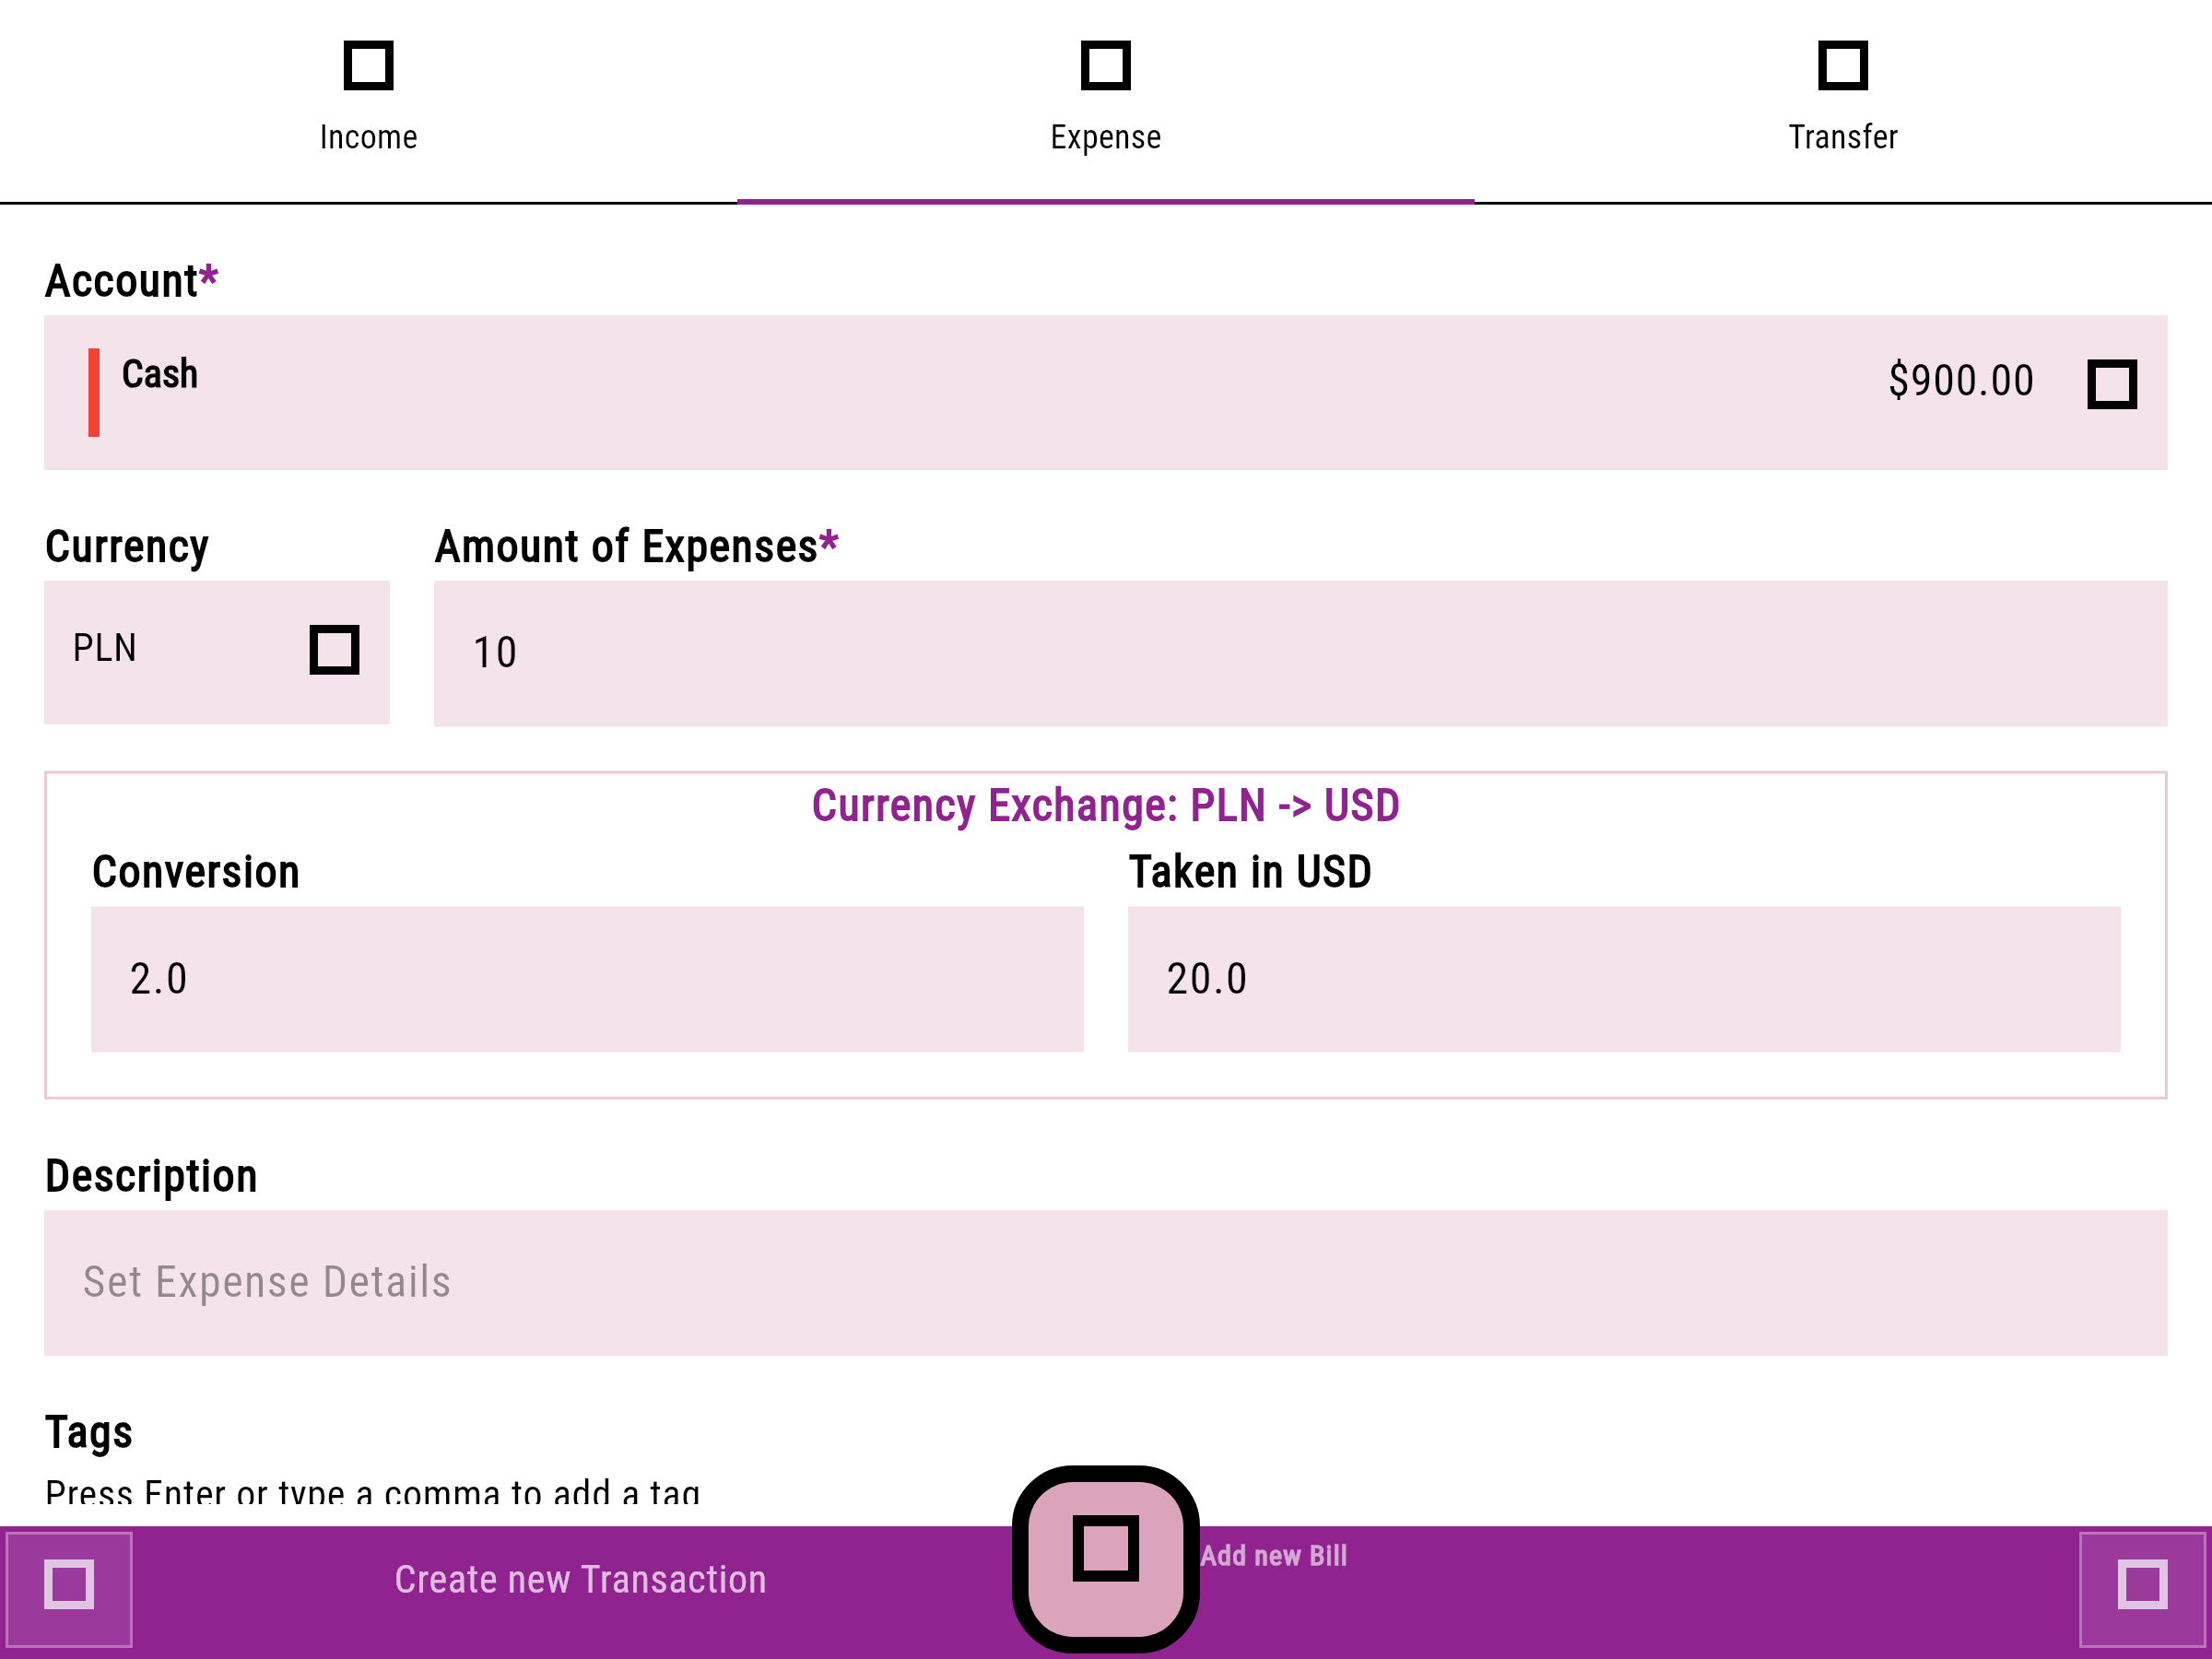 Income
Expense
Transfer
Account*
Cash
$900.00
Currency
Amount of Expenses*
PLN
10
Currency Exchange: PLN -> USD
Conversion
Taken in USD
2.0
20.0
Description
Set Expense Details
Tags
Press Enter or type a comma to add a tag
Create new Transaction
Add new Bill